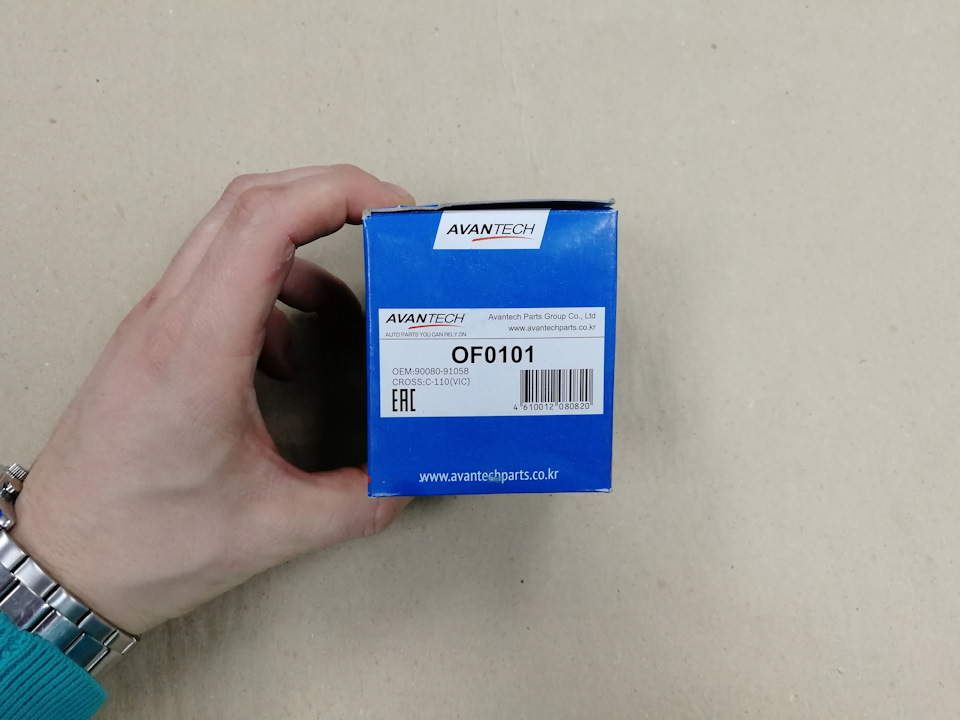 AVANTECH
AVANTECH
Avantech Parts Group Co., Ltd
www.avantechparts.co.kr
AUTO PARTS YOU CAN RELY ON
OF0101
OEM:90080-91058
CROSS:C-110(VIC)
EAC
4 610012 080820
www.avantechparts.co.kr